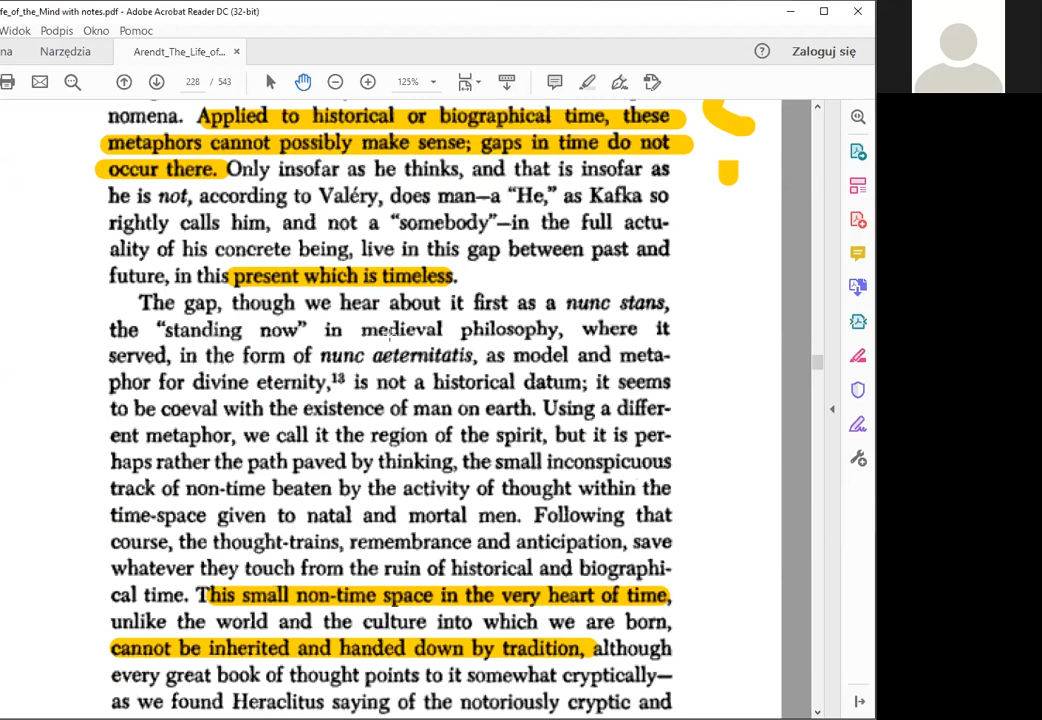 fe_of_the_Mind with notes.pdf - Adobe Acrobat Reader DC (32-bit)
Widok Podpis Okno Pomoc
na Narzędzia Arendt_The_Life_of... × Zaloguj się
228 / 543 125%
nomena. Applied to historical or biographical time, these
metaphors cannot possibly make sense; gaps in time do not
occur there. Only insofar as he thinks, and that is insofar as
he is not, according to Valéry, does man—a “He,” as Kafka so
rightly calls him, and not a “somebody”—in the full actu-
ality of his concrete being, live in this gap between past and
future, in this present which is timeless.
The gap, though we hear about it first as a nunc stans,
the “standing now” in medieval philosophy, where it
served, in the form of nunc aeternitatis, as model and meta-
phor for divine eternity,¹³ is not a historical datum; it seems
to be coeval with the existence of man on earth. Using a differ-
ent metaphor, we call it the region of the spirit, but it is per-
haps rather the path paved by thinking, the small inconspicuous
track of non-time beaten by the activity of thought within the
time-space given to natal and mortal men. Following that
course, the thought-trains, remembrance and anticipation, save
whatever they touch from the ruin of historical and biographi-
cal time. This small non-time space in the very heart of time,
unlike the world and the culture into which we are born,
cannot be inherited and handed down by tradition, although
every great book of thought points to it somewhat cryptically—
as we found Heraclitus saying of the notoriously cryptic and